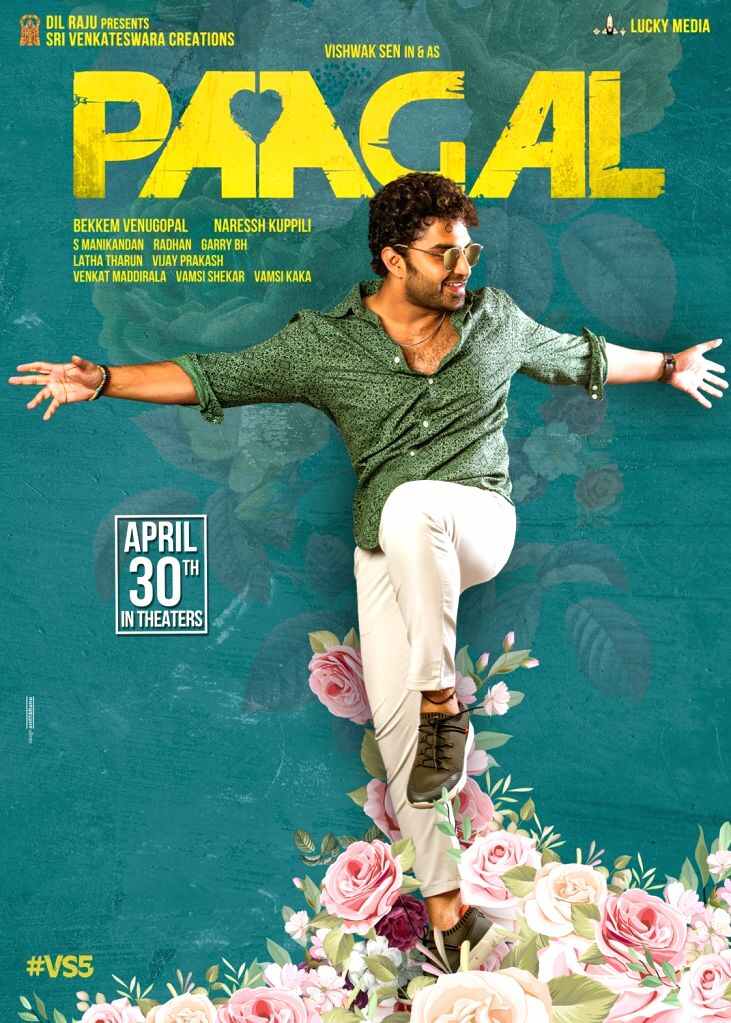 DIL RAJU PRESENTS
SRI VENKATESWARA CREATIONS
LUCKY MEDIA
VISHWAK SEN IN & AS
PAAGAL
BEKKEM VENUGOPAL NARESSH KUPPILI
S MANIKANDAN RADHAN GARRY BH
LATHA THARUN VIJAY PRAKASH
VENKAT MADDIRALA VAMSI SHEKAR VAMSI KAKA
APRIL
30TH
IN THEATERS
#VS5